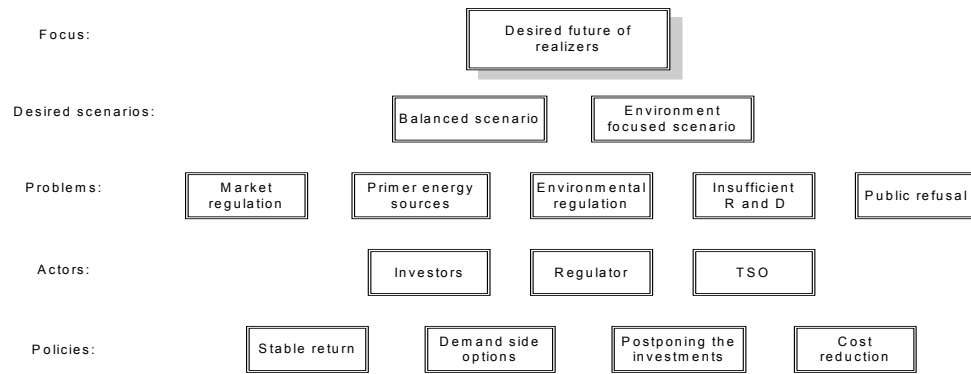 Focus:
Desired future of
realizers
Desired scenarios:
Balanced scenario
Environment
focused scenario
Problems:
Market
regulation
Primer energy
sources
Environmental
regulation
Insufficient
R and D
Public refusal
Actors:
Investors
Regulator
TSO
Policies:
Stable return
Demand side
options
Postponing the
investments
Cost
reduction